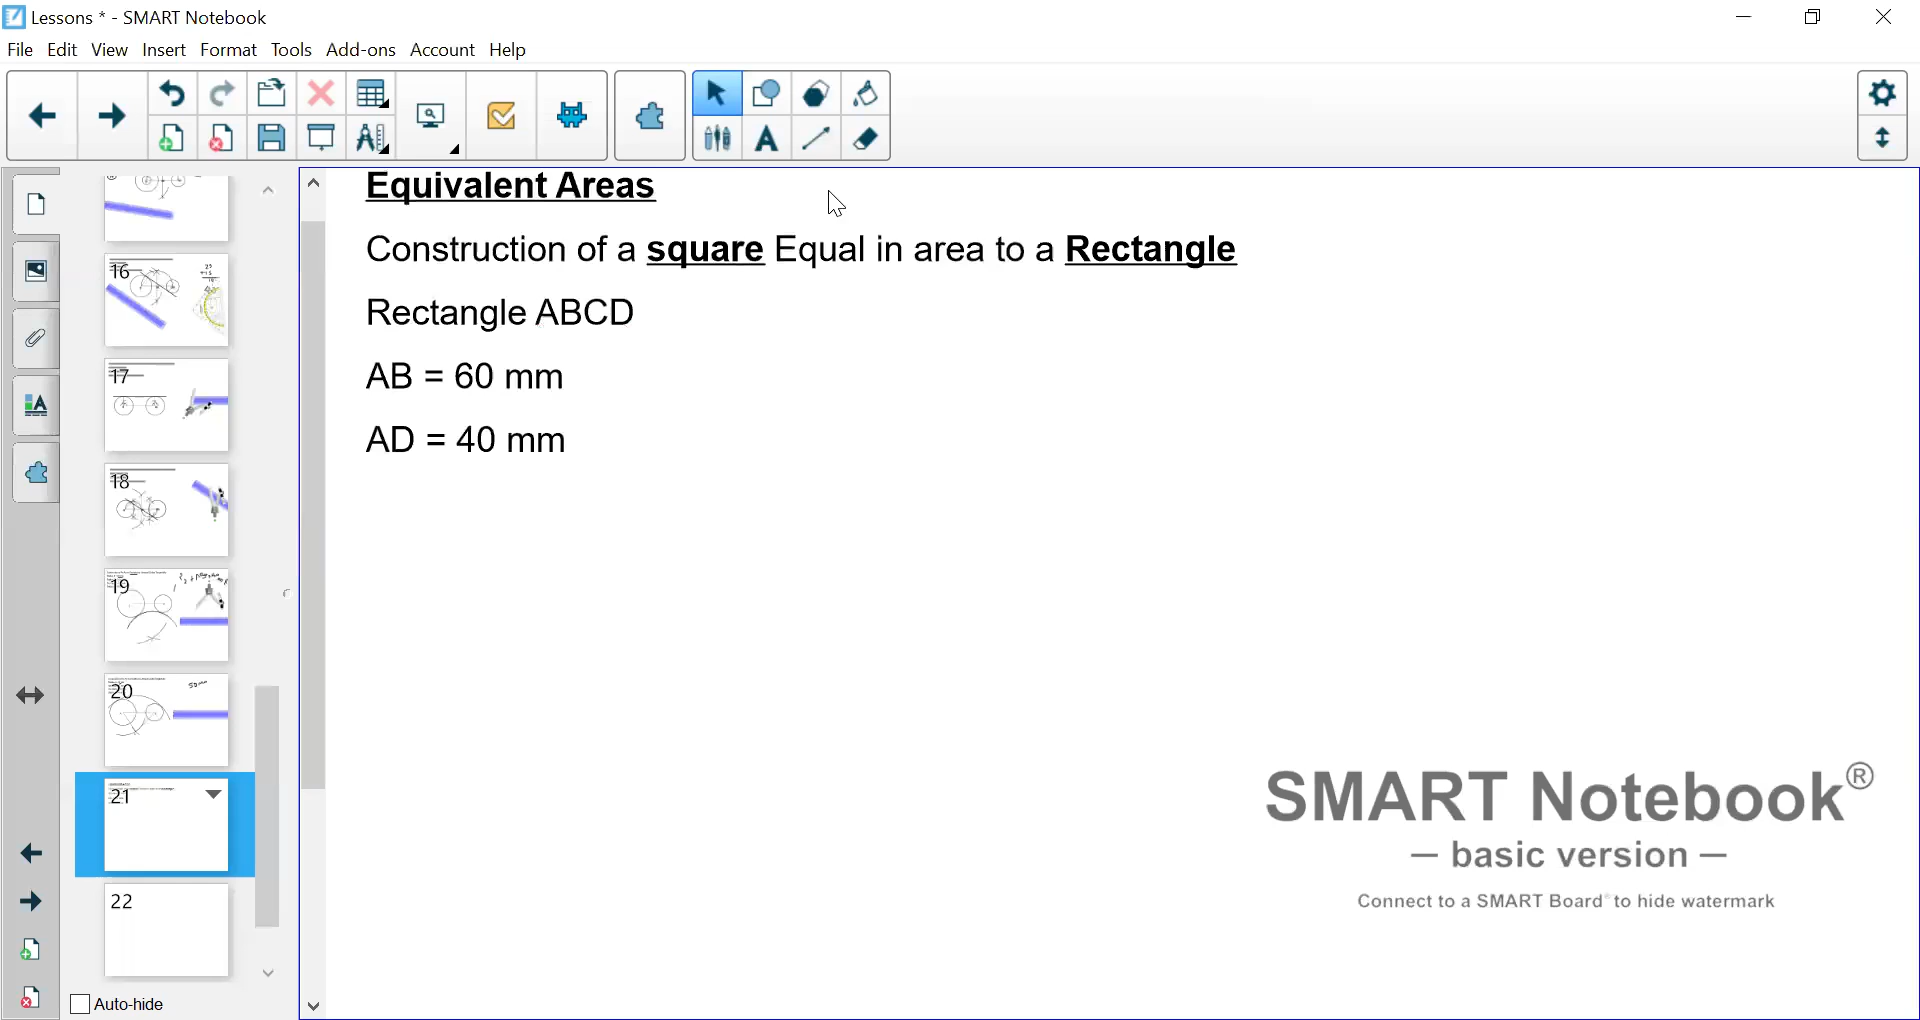 Lessons * - SMART Notebook
File Edit View Insert Format Tools Add-ons Account Help
Equivalent Areas
Construction of a square Equal in area to a Rectangle
Rectangle ABCD
AB = 60 mm
AD = 40 mm
16
17
18
19
20
50mm
21
22
Auto-hide
SMART Notebook®
— basic version —
Connect to a SMART Board® to hide watermark